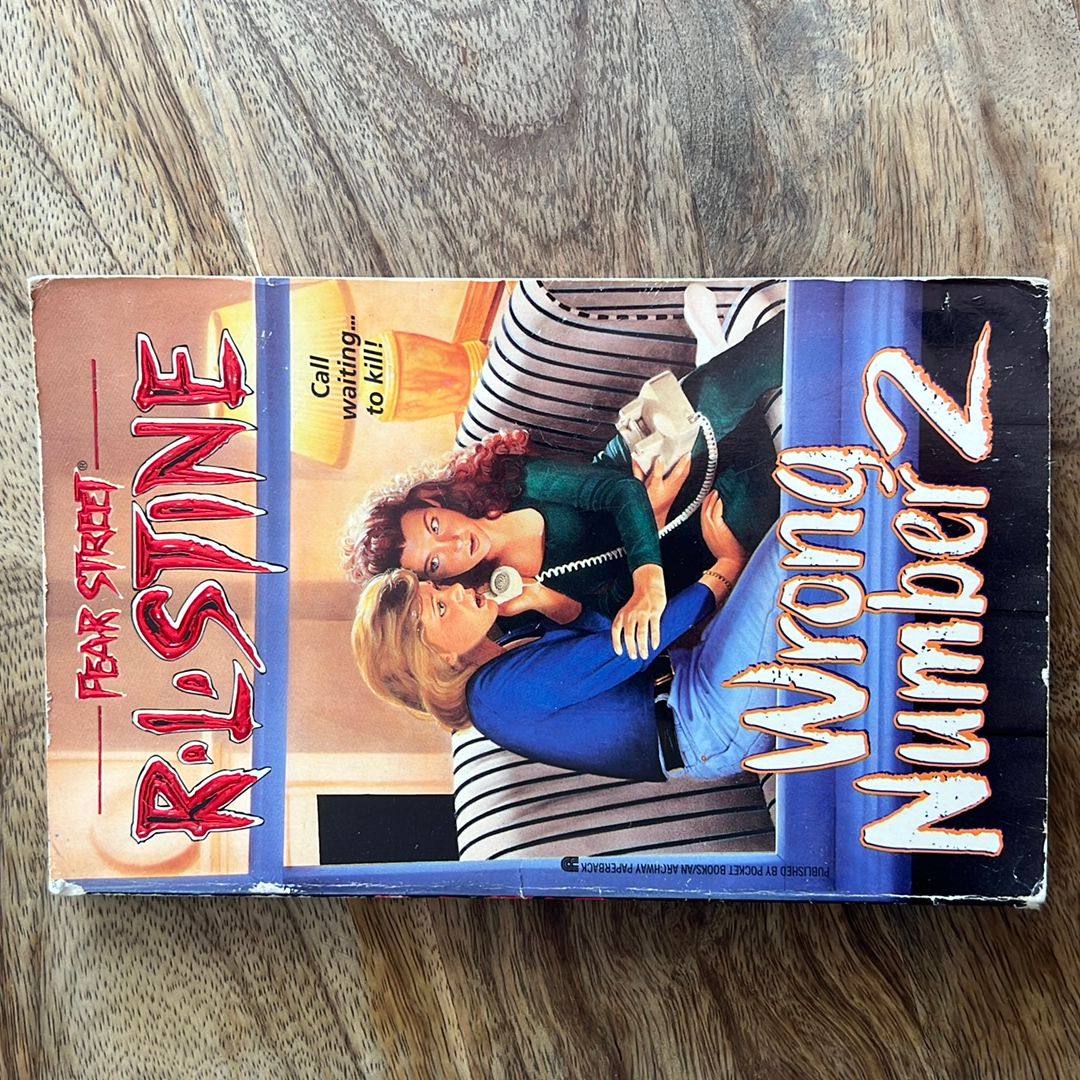 FEAR STREET®
R•L•STINE
Call
waiting...
to kill!
Wrong
Number 2
PUBLISHED BY POCKET BOOKS/AN ARCHWAY PAPERBACK